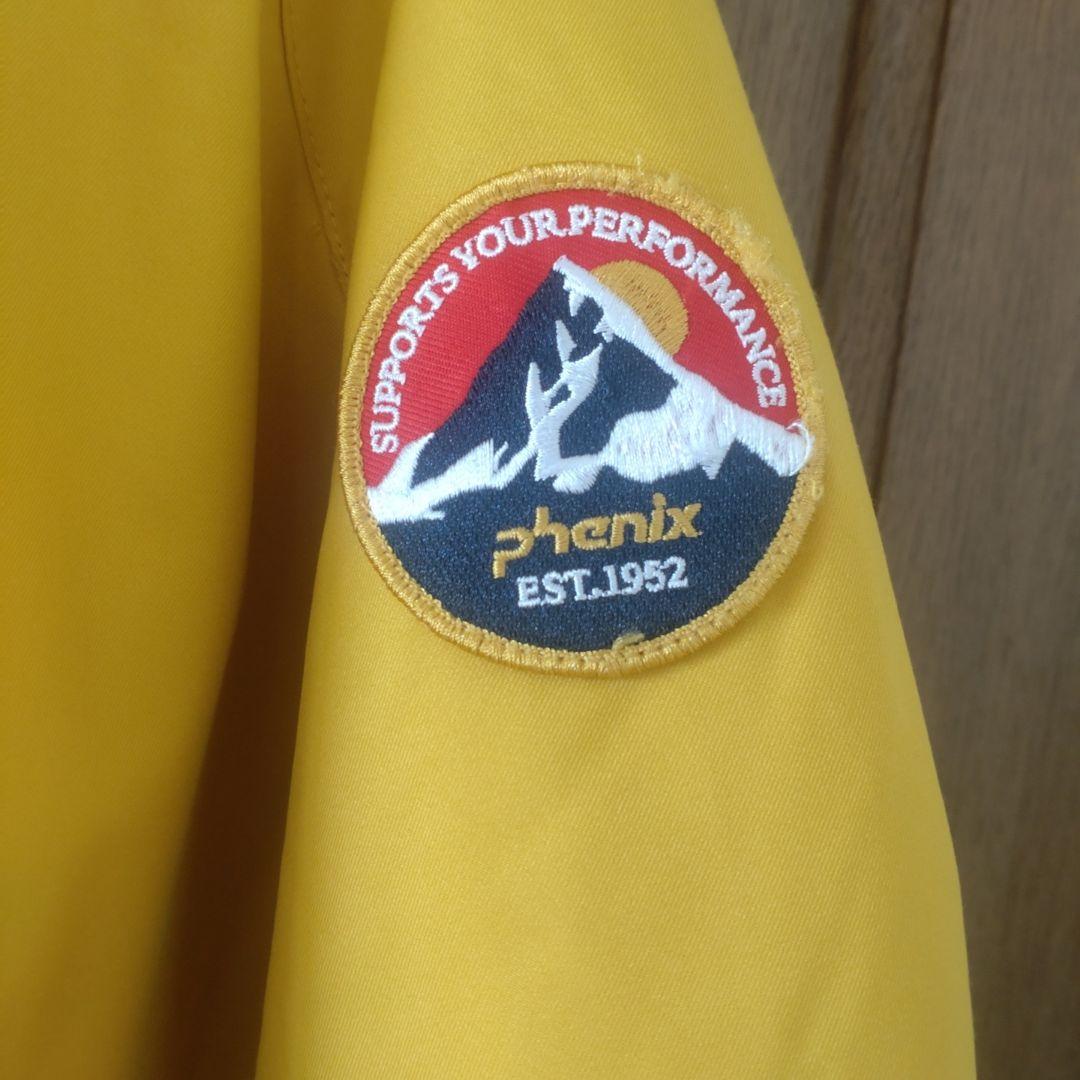 SUPPORTS YOUR PERFORMANCE
phenix
EST.1952